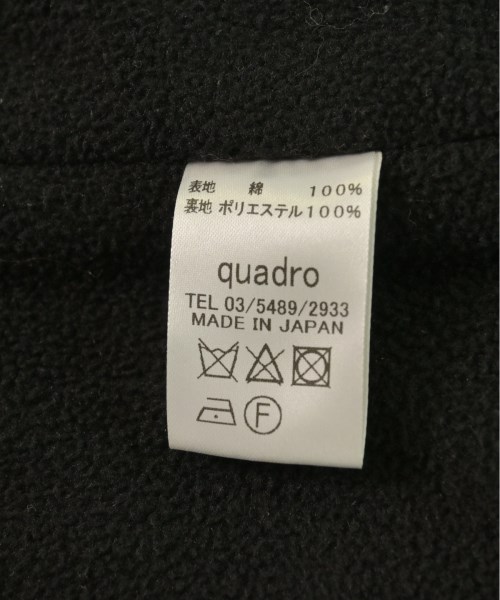 表地 綿 100%
裏地 ポリエステル100%
quadro
TEL 03/5489/2933
MADE IN JAPAN
F